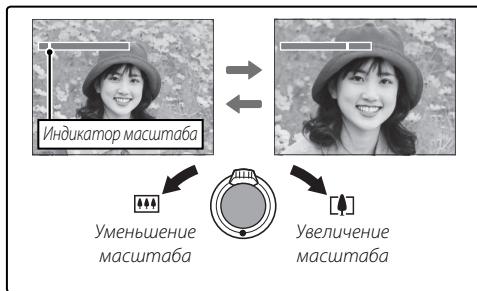 Индикатор масштаба
Уменьшение
масштаба
Увеличение
масштаба